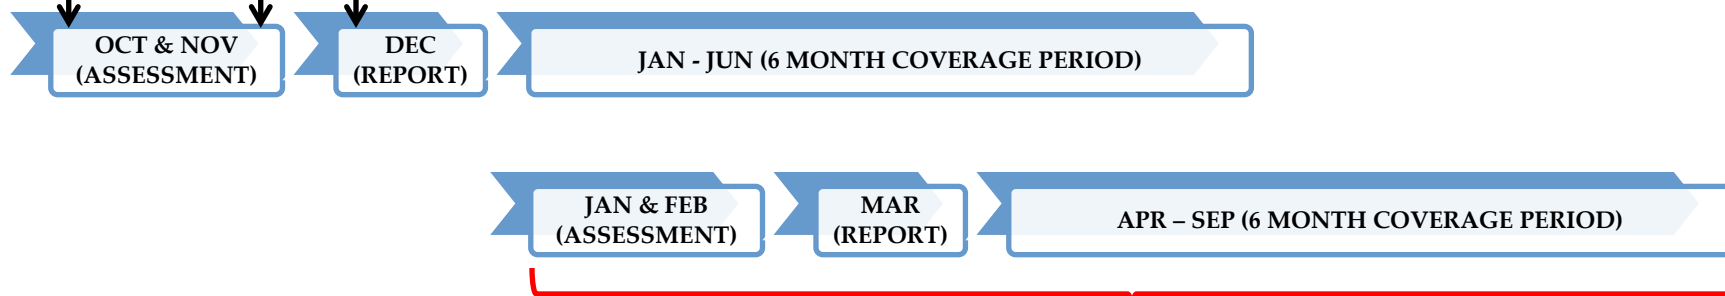 OCT & NOV
(ASSESSMENT)
DEC
(REPORT)
JAN - JUN (6 MONTH COVERAGE PERIOD)
JAN & FEB
(ASSESSMENT)
MAR
(REPORT)
APR – SEP (6 MONTH COVERAGE PERIOD)